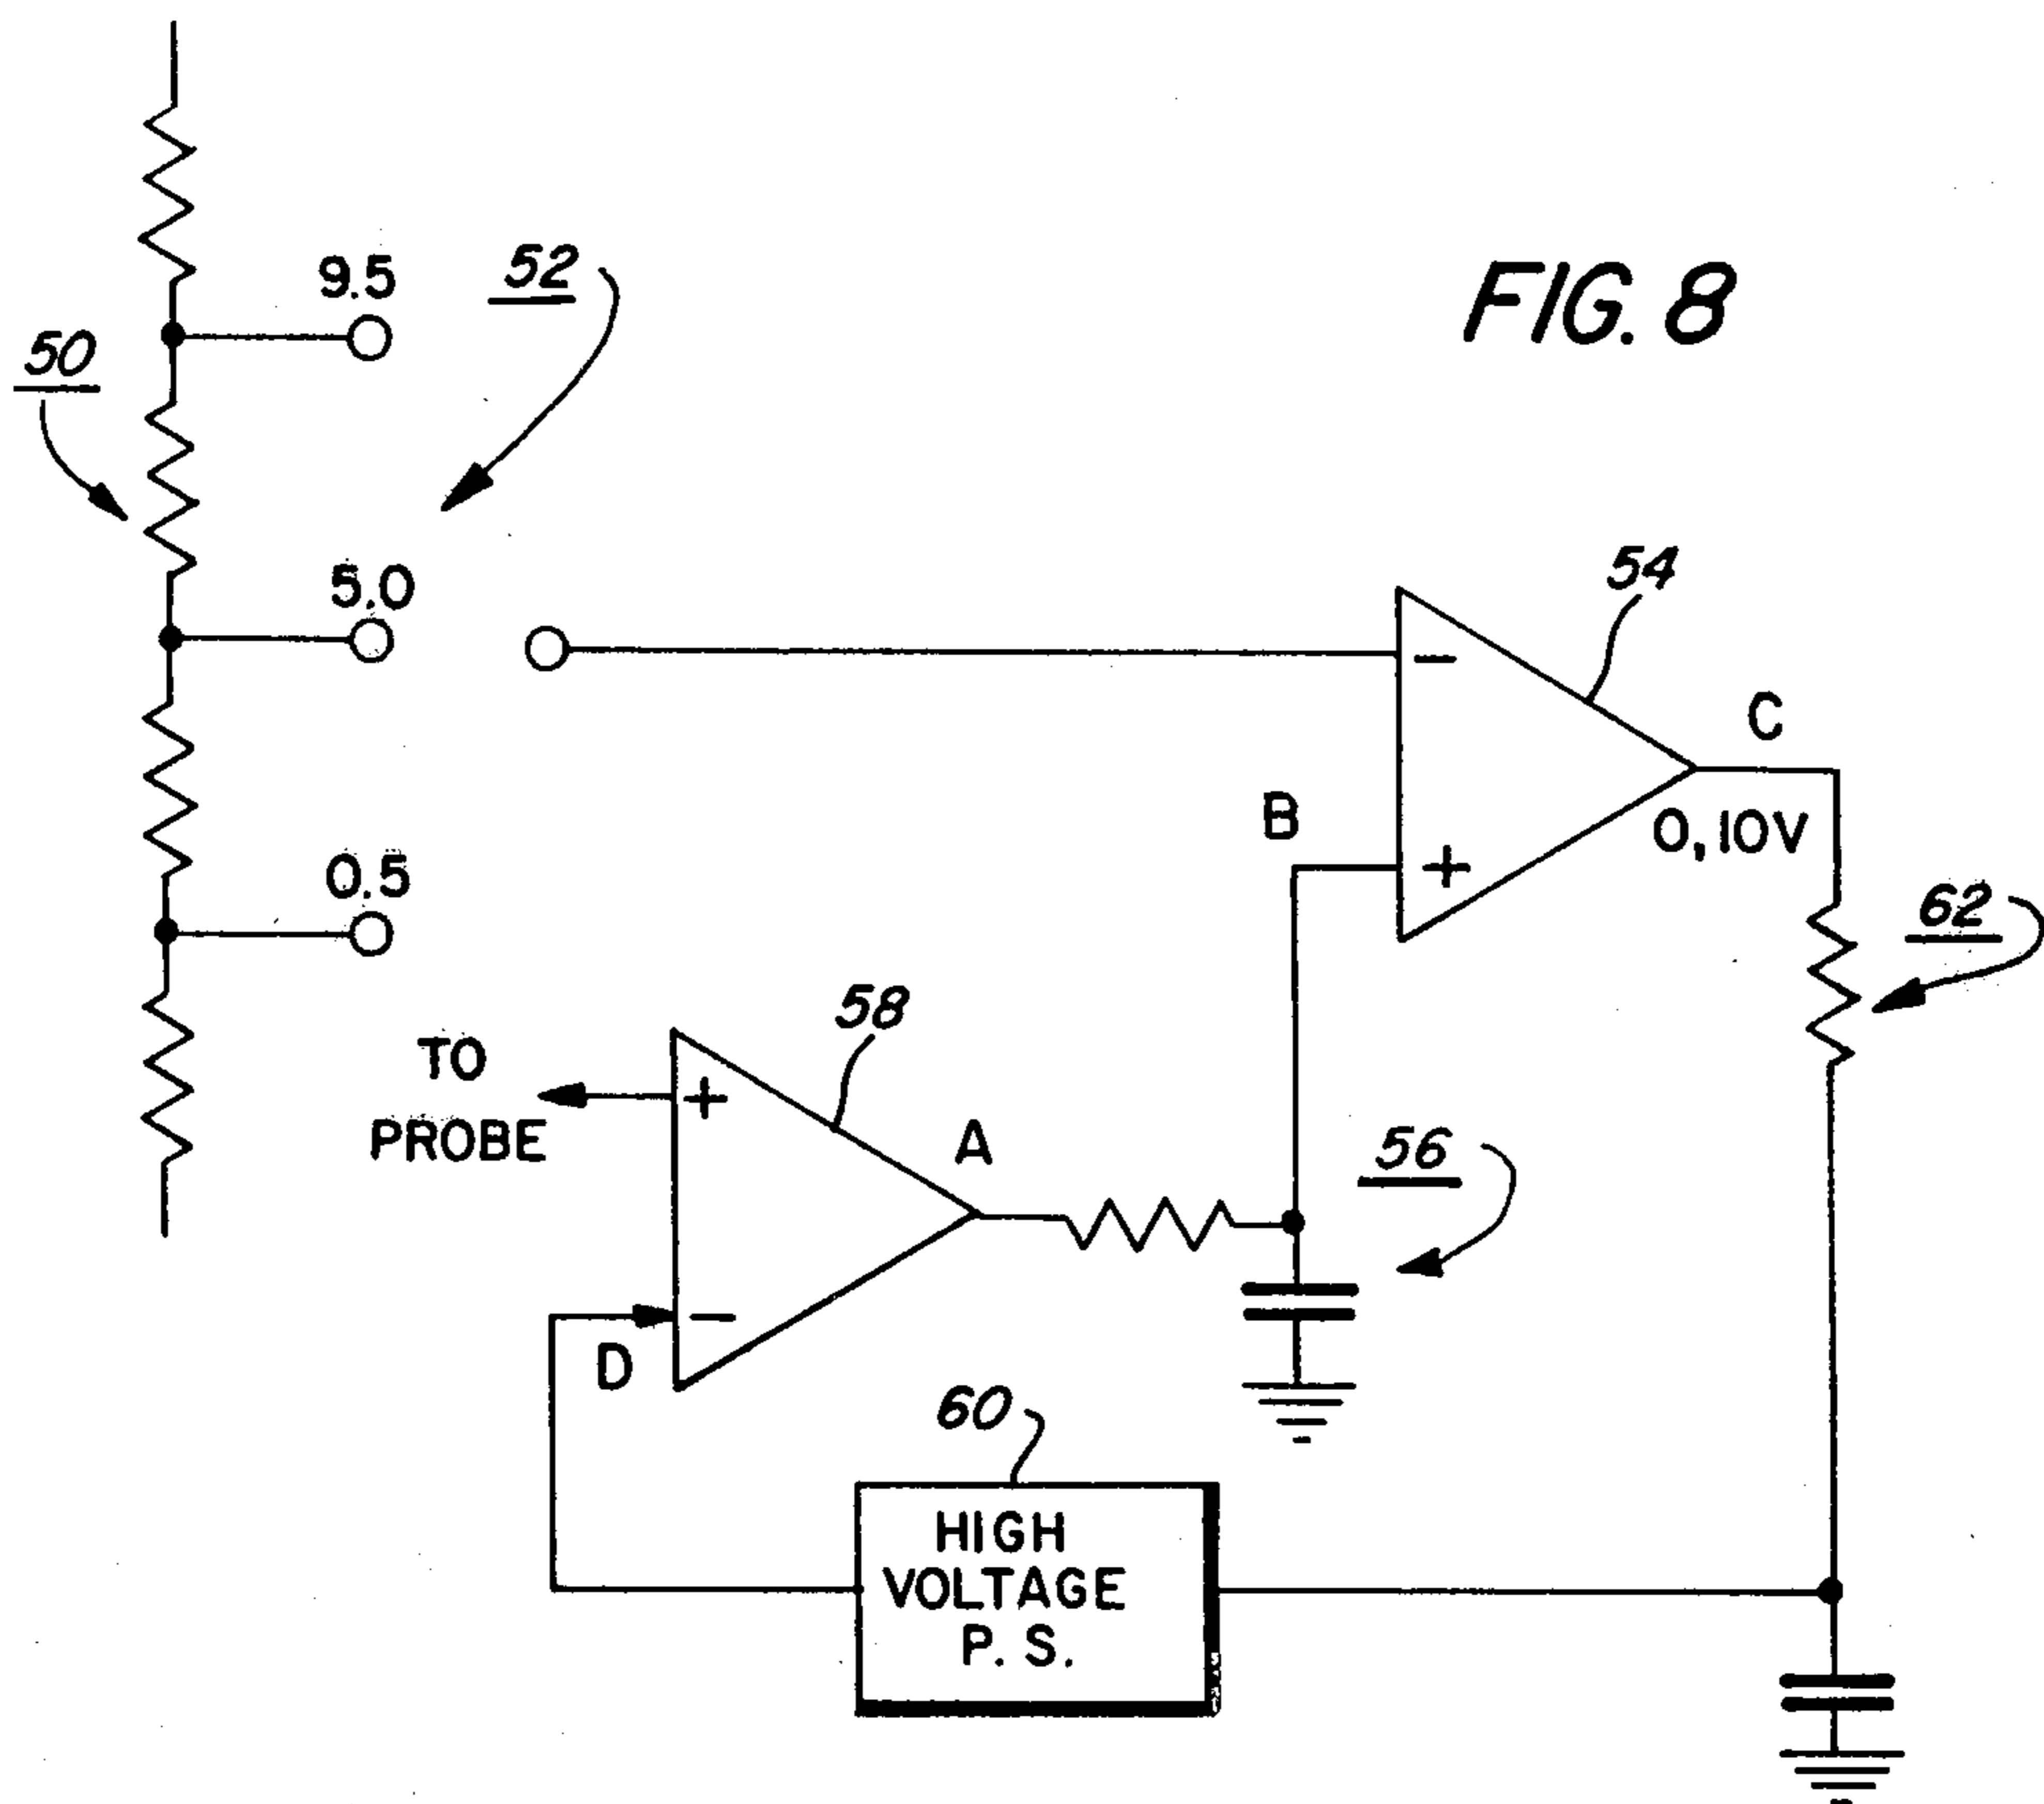 FIG. 8
52
9.5
50
5.0
54
−
C
B
0,10V
+
0.5
62
58
TO
PROBE
+
A
56
−
D
60
HIGH
VOLTAGE
P. S.